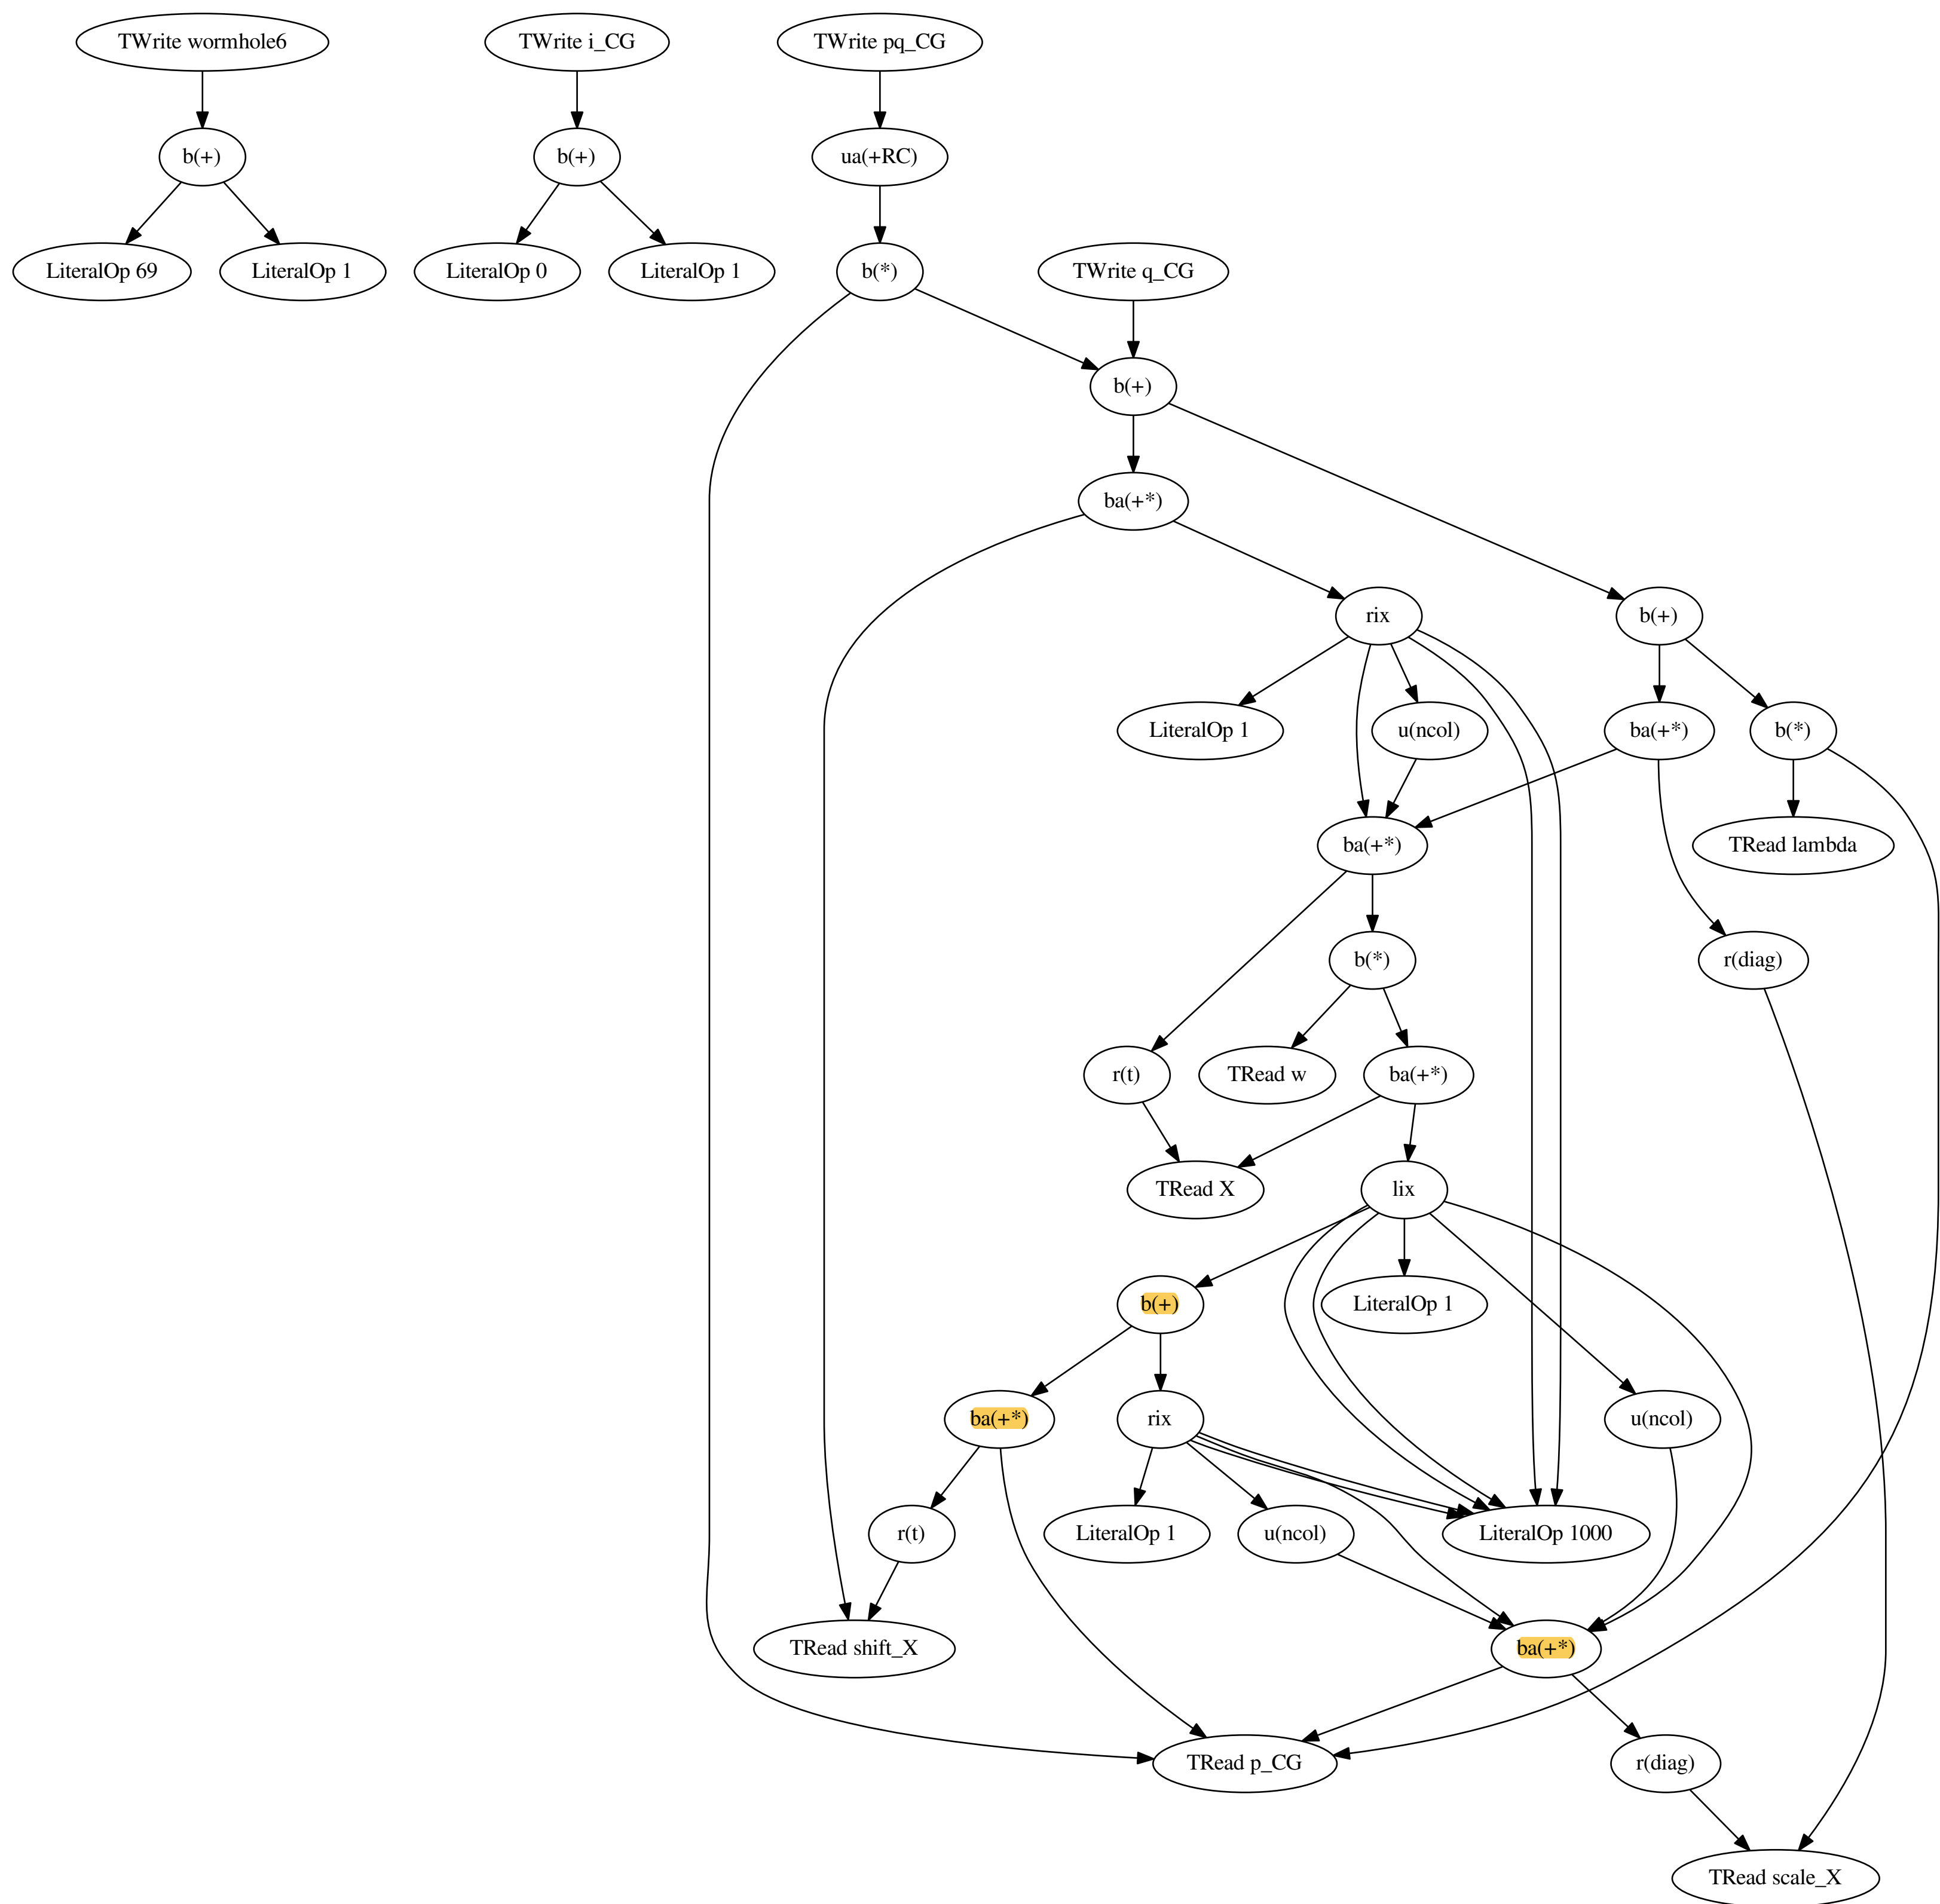 TWrite wormhole6
TWrite i_CG
TWrite pq_CG
b(+)
b(+)
ua(+RC)
LiteralOp 69
LiteralOp 1
LiteralOp 0
LiteralOp 1
b(*)
TWrite q_CG
b(+)
ba(+*)
rix
b(+)
LiteralOp 1
u(ncol)
ba(+*)
b(*)
ba(+*)
TRead lambda
b(*)
r(diag)
r(t)
TRead w
ba(+*)
TRead X
lix
b(+)
LiteralOp 1
ba(+*)
rix
u(ncol)
r(t)
LiteralOp 1
u(ncol)
LiteralOp 1000
TRead shift_X
ba(+*)
TRead p_CG
r(diag)
TRead scale_X